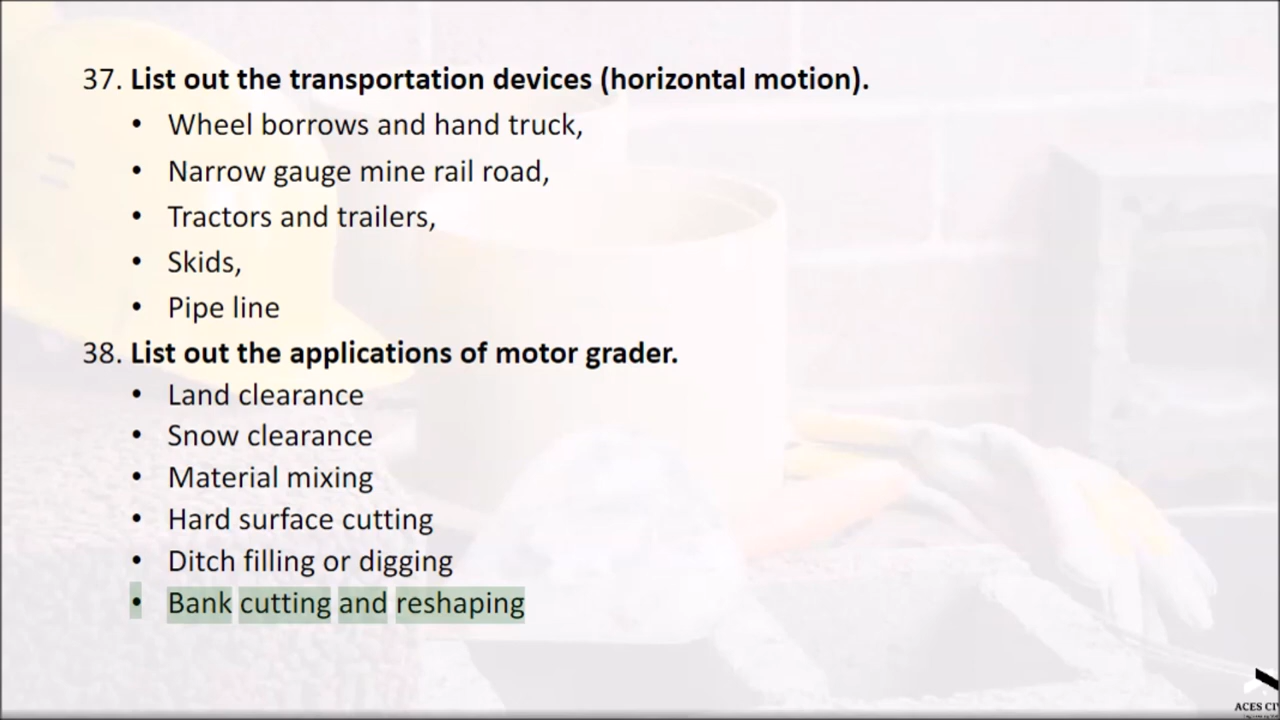 37. List out the transportation devices (horizontal motion).
• Wheel borrows and hand truck,
• Narrow gauge mine rail road,
• Tractors and trailers,
• Skids,
• Pipe line
38. List out the applications of motor grader.
• Land clearance
• Snow clearance
• Material mixing
• Hard surface cutting
• Ditch filling or digging
• Bank cutting and reshaping
ACES CI